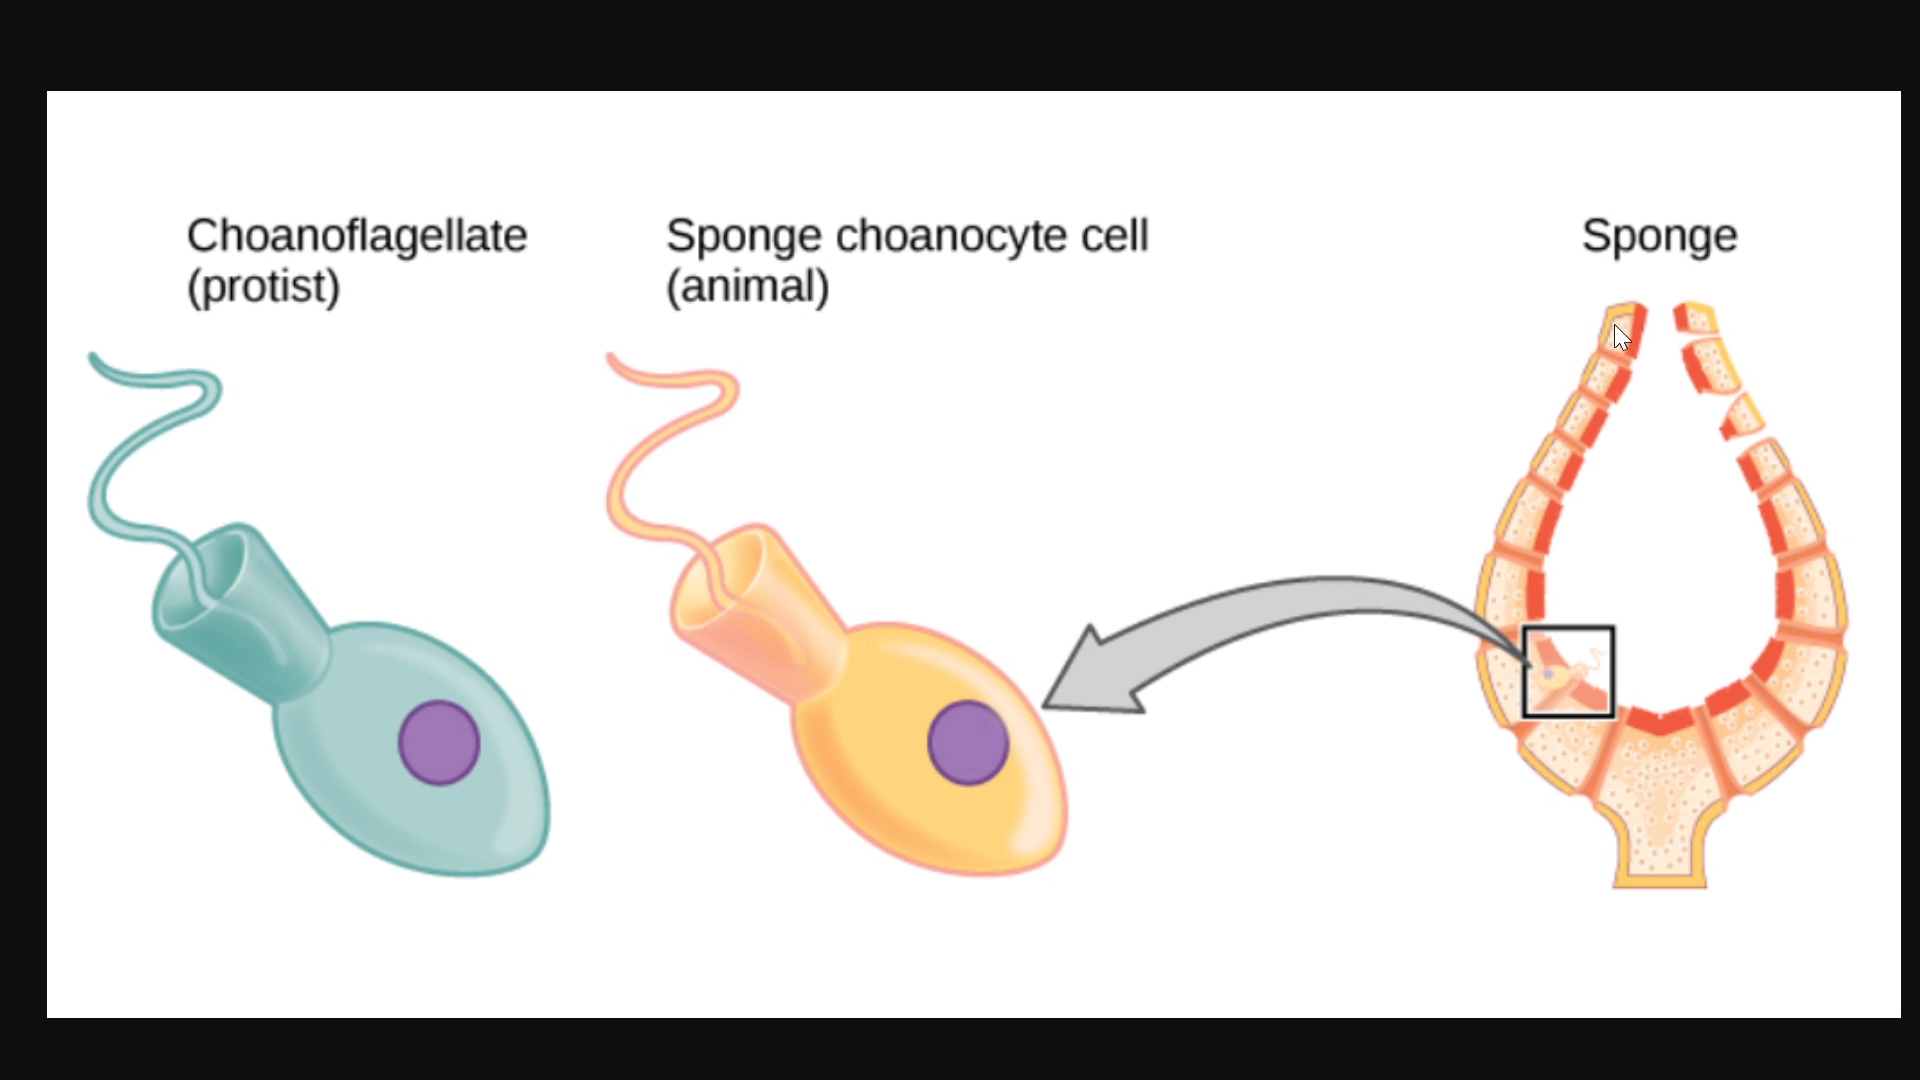 Choanoflagellate
(protist)
Sponge choanocyte cell
(animal)
Sponge